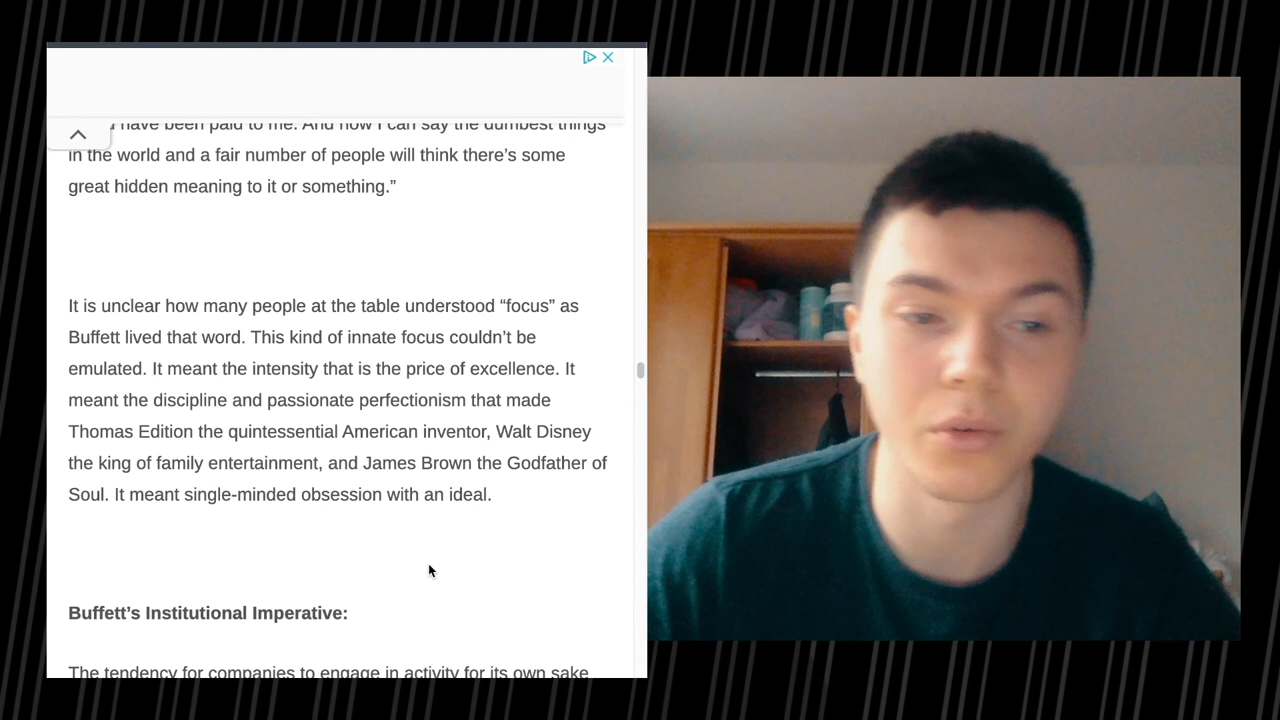 have been paid to me. And now I can say the dumbest things
in the world and a fair number of people will think there’s some
great hidden meaning to it or something.”
It is unclear how many people at the table understood “focus” as
Buffett lived that word. This kind of innate focus couldn’t be
emulated. It meant the intensity that is the price of excellence. It
meant the discipline and passionate perfectionism that made
Thomas Edition the quintessential American inventor, Walt Disney
the king of family entertainment, and James Brown the Godfather of
Soul. It meant single-minded obsession with an ideal.
Buffett’s Institutional Imperative:
The tendency for companies to engage in activity for its own sake